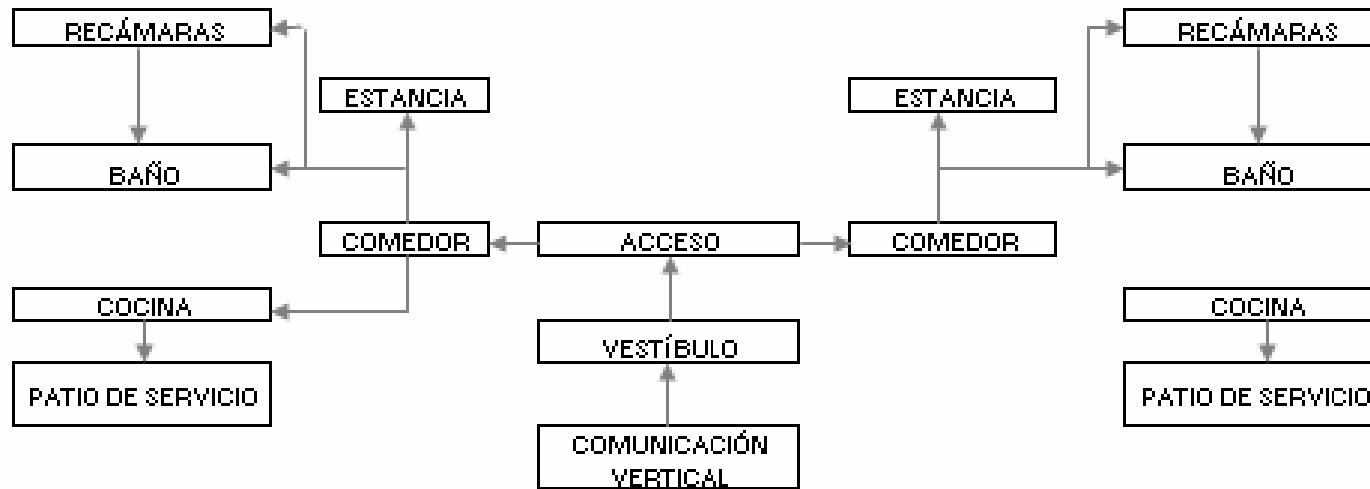 RECÁMARAS
RECÁMARAS
ESTANCIA
ESTANCIA
BAÑO
BAÑO
COMEDOR
ACCESO
COMEDOR
COCINA
COCINA
VESTÍBULO
PATIO DE SERVICIO
PATIO DE SERVICIO
COMUNICACIÓN
VERTICAL